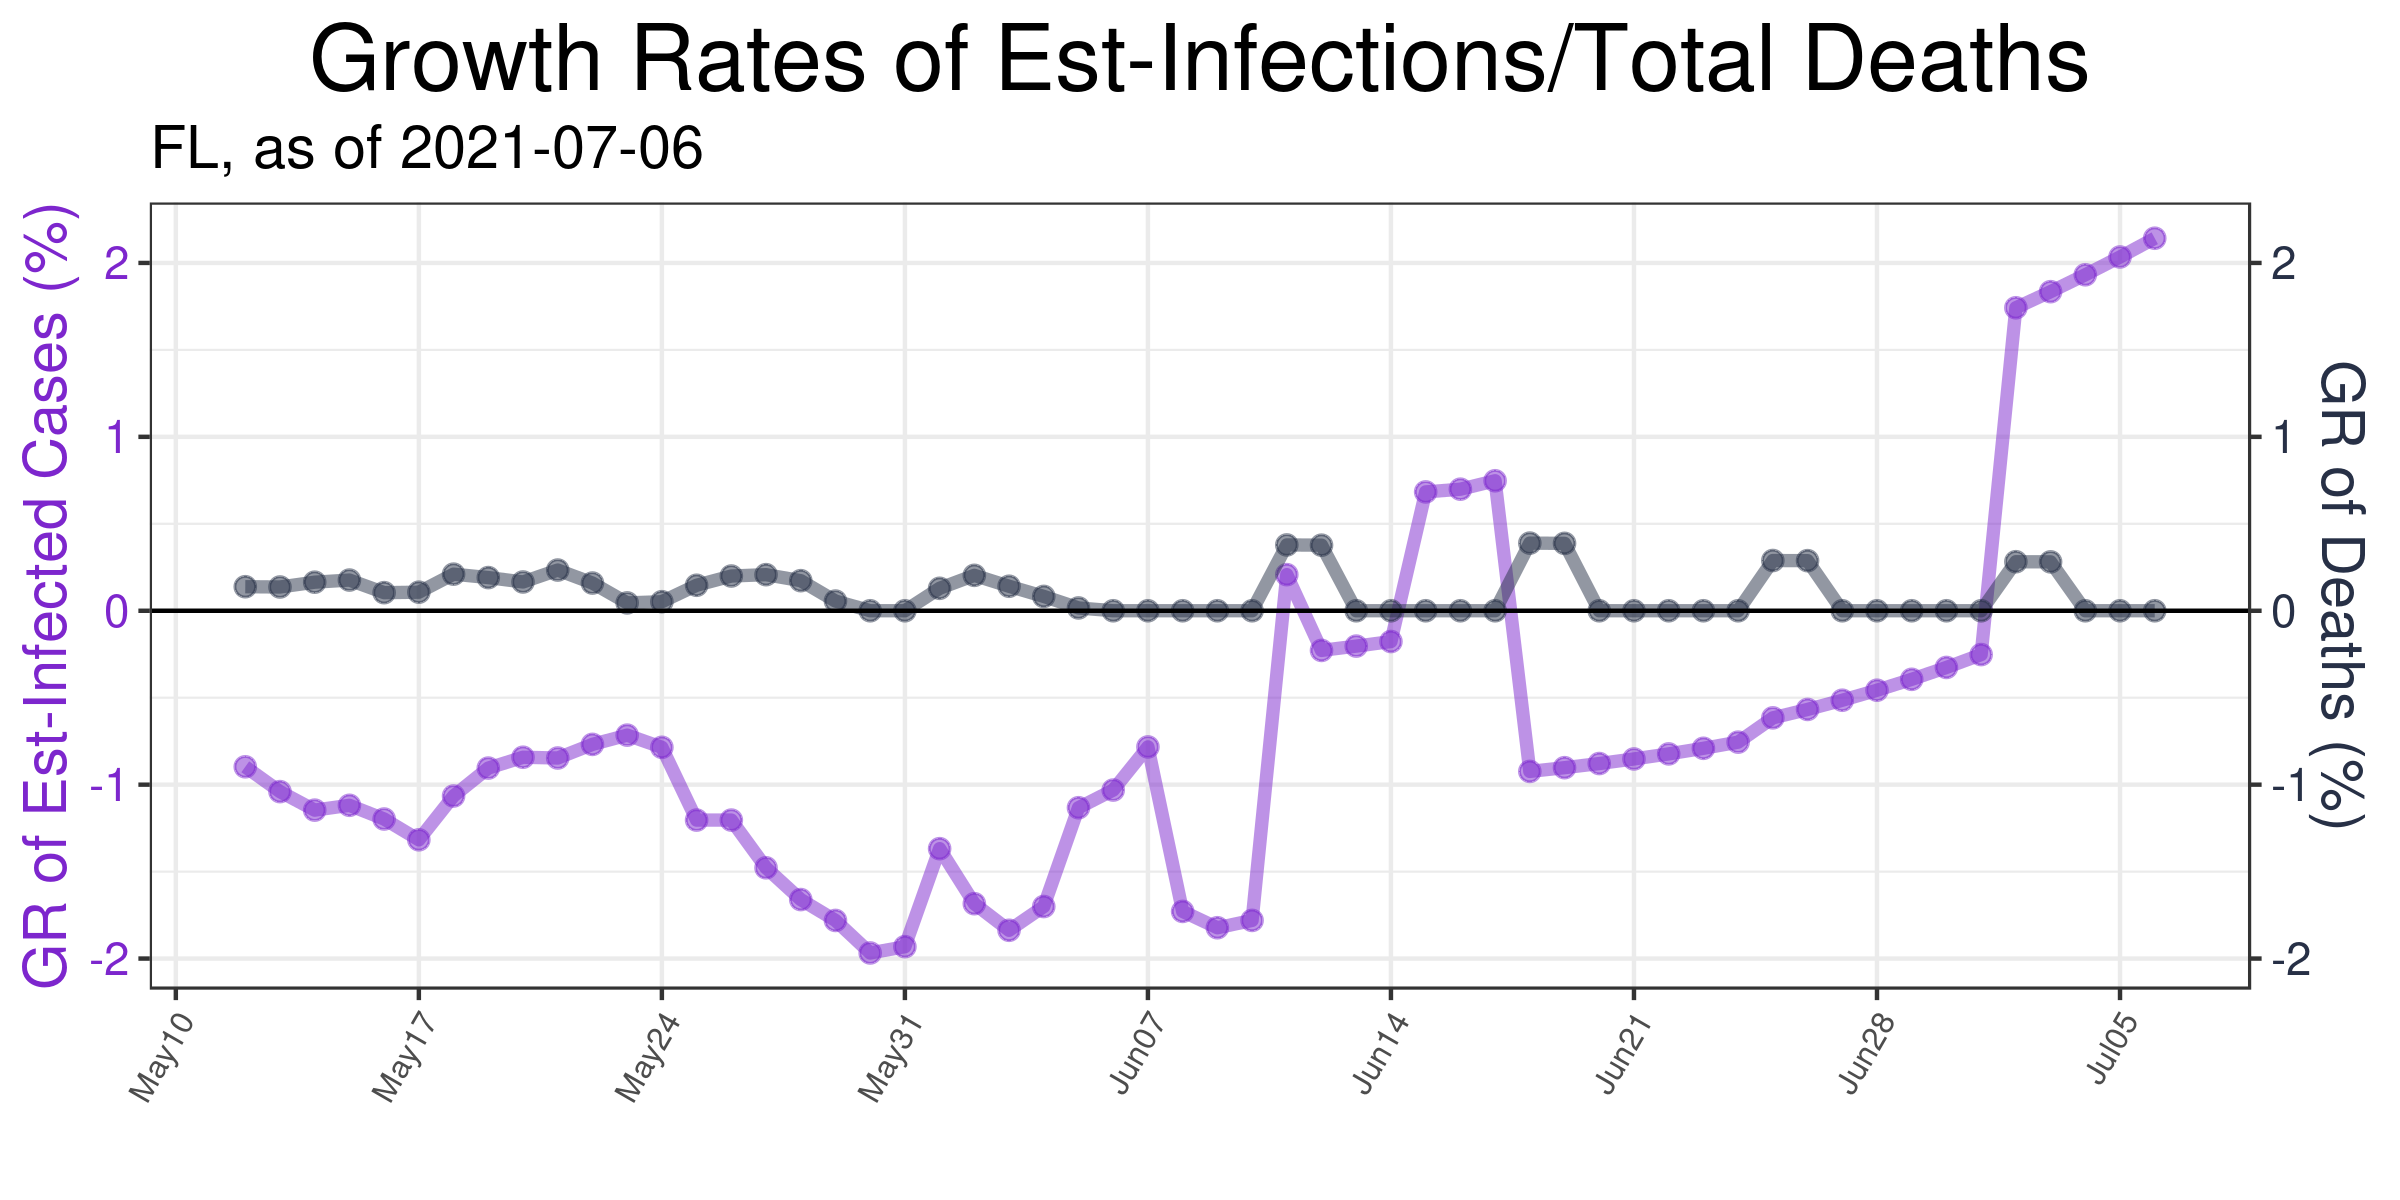 Growth Rates of Est-Infections/Total Deaths
FL, as of 2021-07-06
GR of Est-Infected Cases (%)
2
1
0
-1
-2
2
1
0
-1
-2
GR of Deaths (%)
May10
May17
May24
May31
Jun07
Jun14
Jun21
Jun28
Jul05